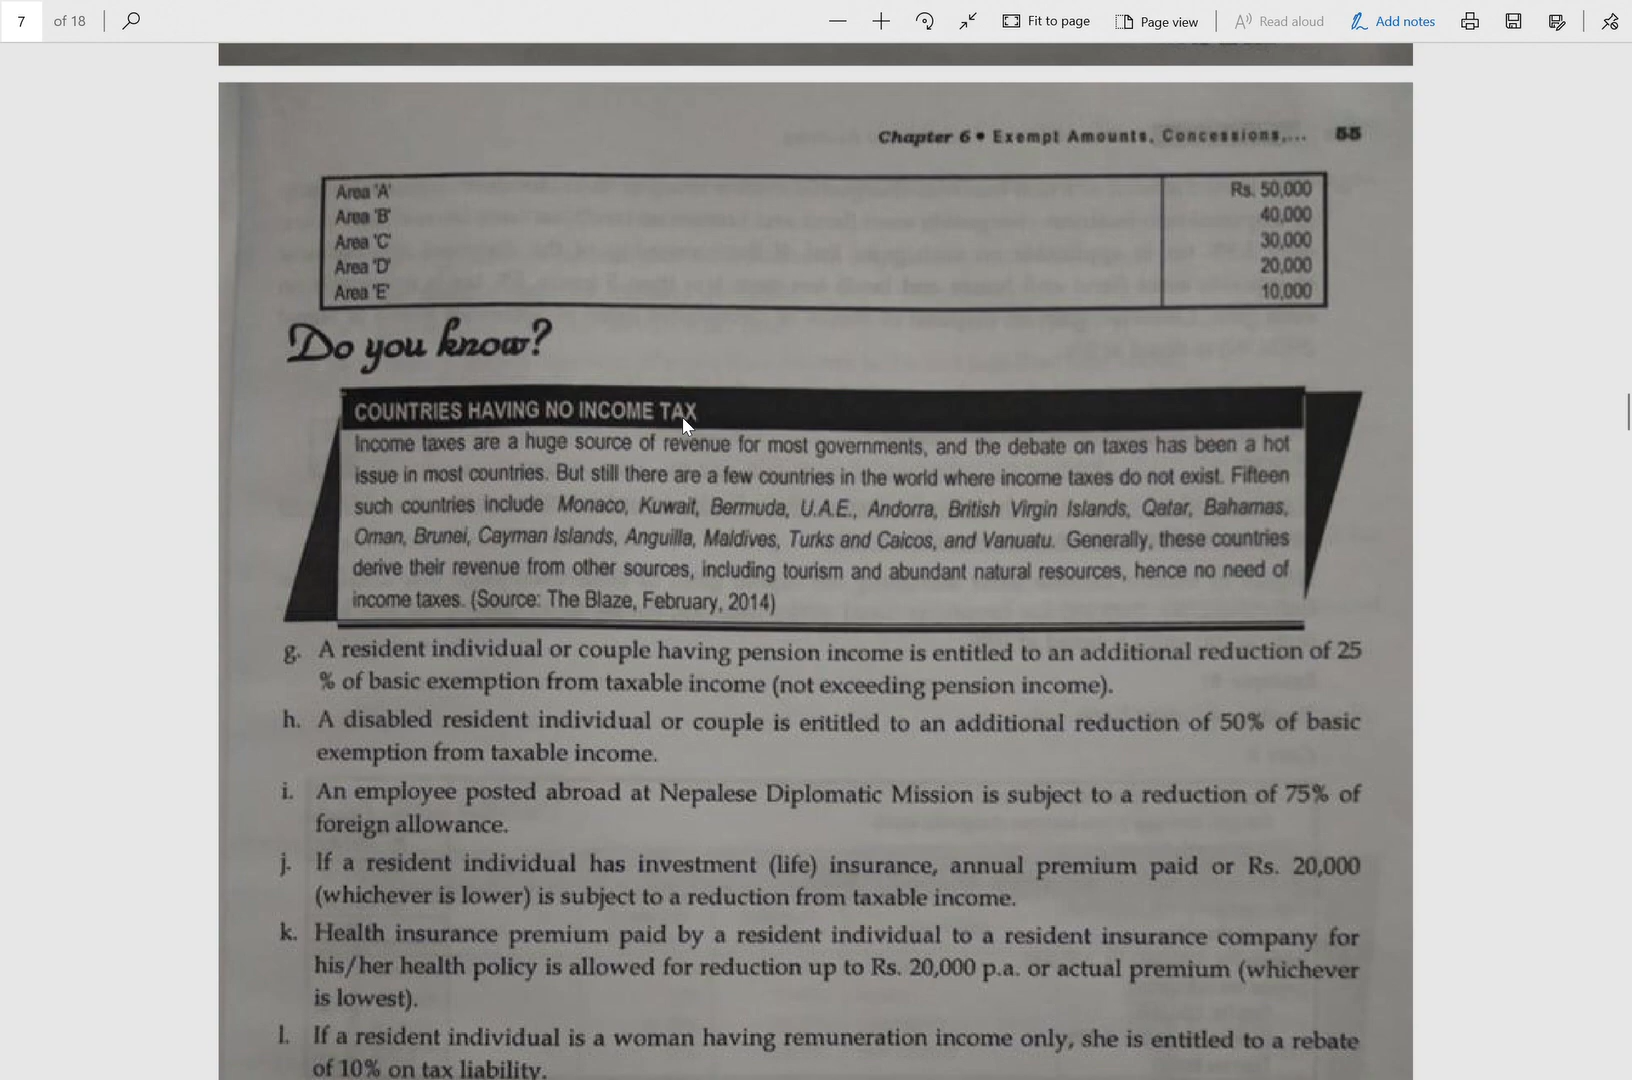 7 of 18 Fit to page Page view Read aloud Add notes
Chapter 6 • Exempt Amounts, Concessions,... 55
Area 'A' Rs. 50,000
Area 'B' 40,000
Area 'C' 30,000
Area 'D' 20,000
Area 'E' 10,000
Do you know?
COUNTRIES HAVING NO INCOME TAX
Income taxes are a huge source of revenue for most governments, and the debate on taxes has been a hot
issue in most countries. But still there are a few countries in the world where income taxes do not exist. Fifteen
such countries include Monaco, Kuwait, Bermuda, U.A.E., Andorra, British Virgin Islands, Qatar, Bahamas,
Oman, Brunei, Cayman Islands, Anguilla, Maldives, Turks and Caicos, and Vanuatu. Generally, these countries
derive their revenue from other sources, including tourism and abundant natural resources, hence no need of
income taxes. (Source: The Blaze, February, 2014)
g. A resident individual or couple having pension income is entitled to an additional reduction of 25
% of basic exemption from taxable income (not exceeding pension income).
h. A disabled resident individual or couple is entitled to an additional reduction of 50% of basic
exemption from taxable income.
i. An employee posted abroad at Nepalese Diplomatic Mission is subject to a reduction of 75% of
foreign allowance.
j. If a resident individual has investment (life) insurance, annual premium paid or Rs. 20,000
(whichever is lower) is subject to a reduction from taxable income.
k. Health insurance premium paid by a resident individual to a resident insurance company for
his/her health policy is allowed for reduction up to Rs. 20,000 p.a. or actual premium (whichever
is lowest).
l. If a resident individual is a woman having remuneration income only, she is entitled to a rebate
of 10% on tax liability.